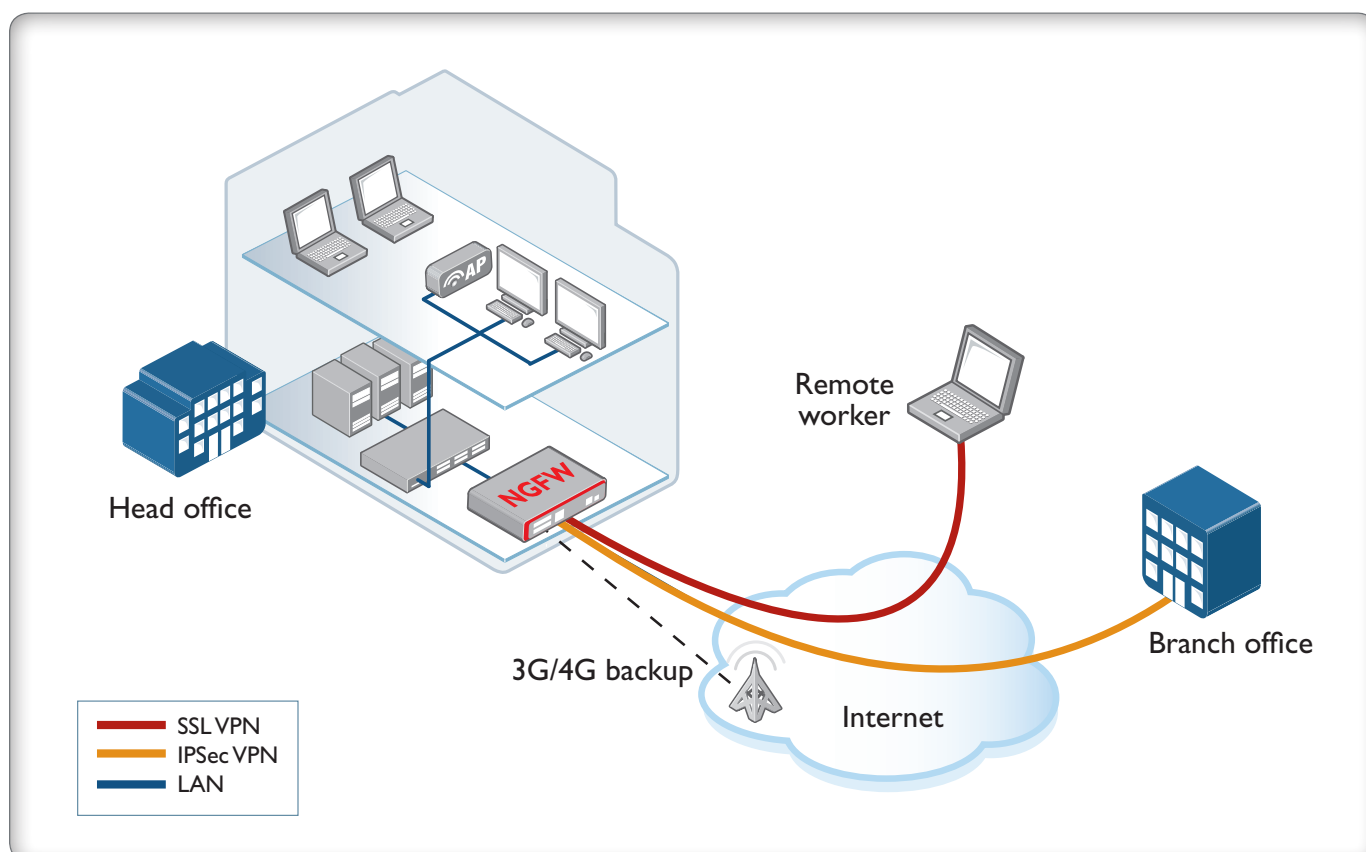 AP
NGFW
Head office
Remote
worker
Branch office
3G/4G backup
Internet
SSL VPN
IPSec VPN
LAN